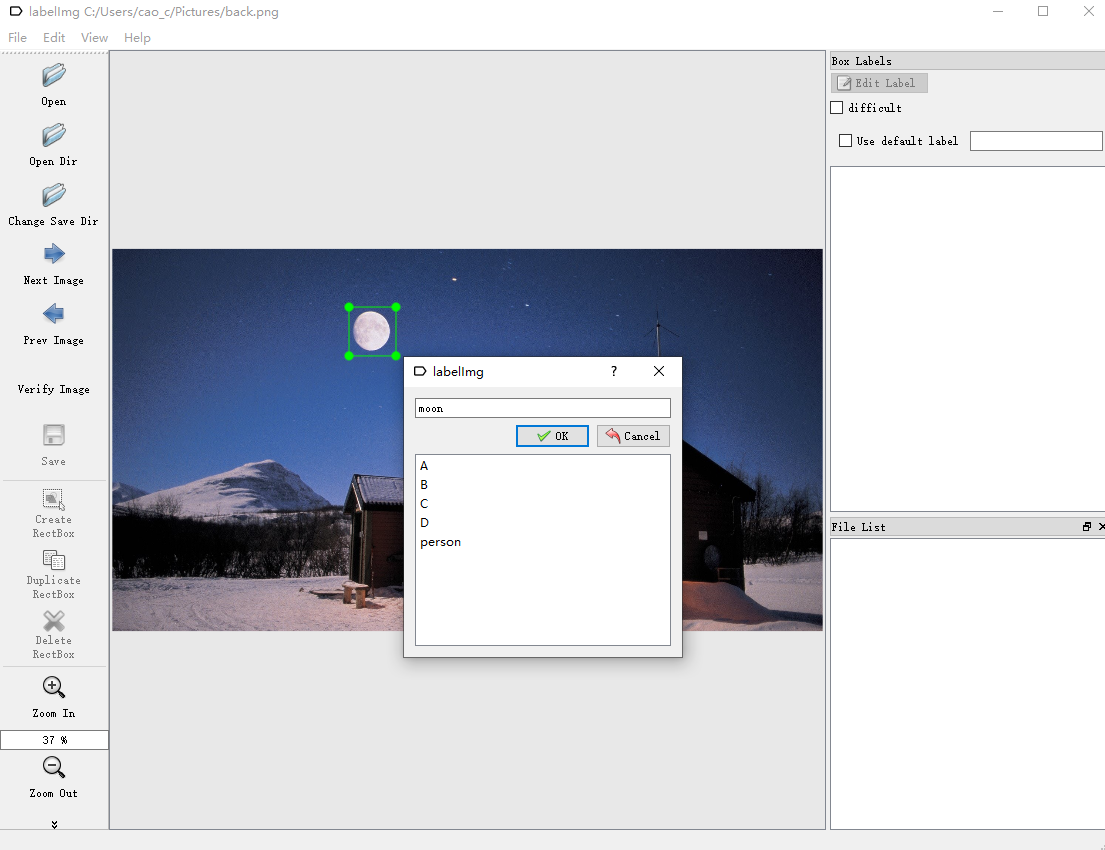 labelImg C:/Users/cao_c/Pictures/back.png
File Edit View Help
Open
Open Dir
Change Save Dir
Next Image
Prev Image
Verify Image
Save
Create
RectBox
Duplicate
RectBox
Delete
RectBox
Zoom In
37 %
Zoom Out
labelImg ?
moon
OK Cancel
A
B
C
D
person
Box Labels
Edit Label
difficult
Use default label
File List